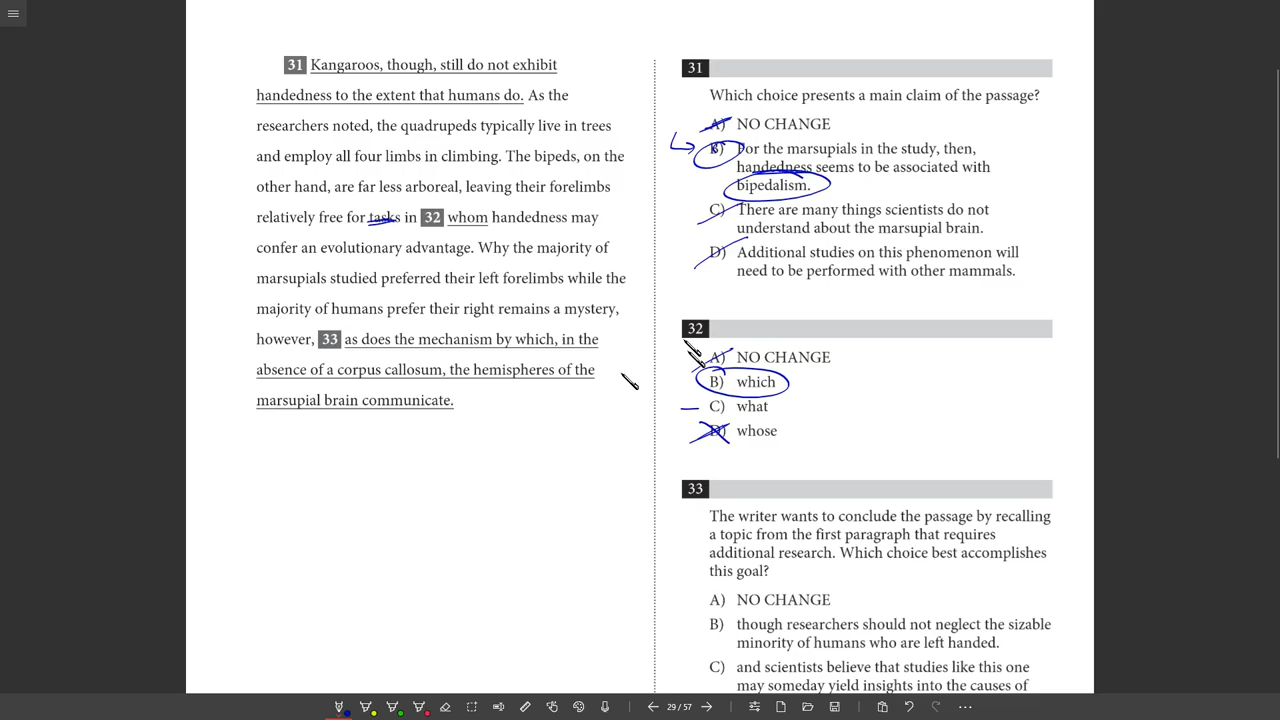 31 Kangaroos, though, still do not exhibit
handedness to the extent that humans do. As the
researchers noted, the quadrupeds typically live in trees
and employ all four limbs in climbing. The bipeds, on the
other hand, are far less arboreal, leaving their forelimbs
relatively free for tasks in 32 whom handedness may
confer an evolutionary advantage. Why the majority of
marsupials studied preferred their left forelimbs while the
majority of humans prefer their right remains a mystery,
however, 33 as does the mechanism by which, in the
absence of a corpus callosum, the hemispheres of the
marsupial brain communicate.
31
Which choice presents a main claim of the passage?
A) NO CHANGE
B) For the marsupials in the study, then,
handedness seems to be associated with
bipedalism.
C) There are many things scientists do not
understand about the marsupial brain.
D) Additional studies on this phenomenon will
need to be performed with other mammals.
32
A) NO CHANGE
B) which
C) what
D) whose
33
The writer wants to conclude the passage by recalling
a topic from the first paragraph that requires
additional research. Which choice best accomplishes
this goal?
A) NO CHANGE
B) though researchers should not neglect the sizable
minority of humans who are left handed.
C) and scientists believe that studies like this one
may someday yield insights into the causes of
29 / 57